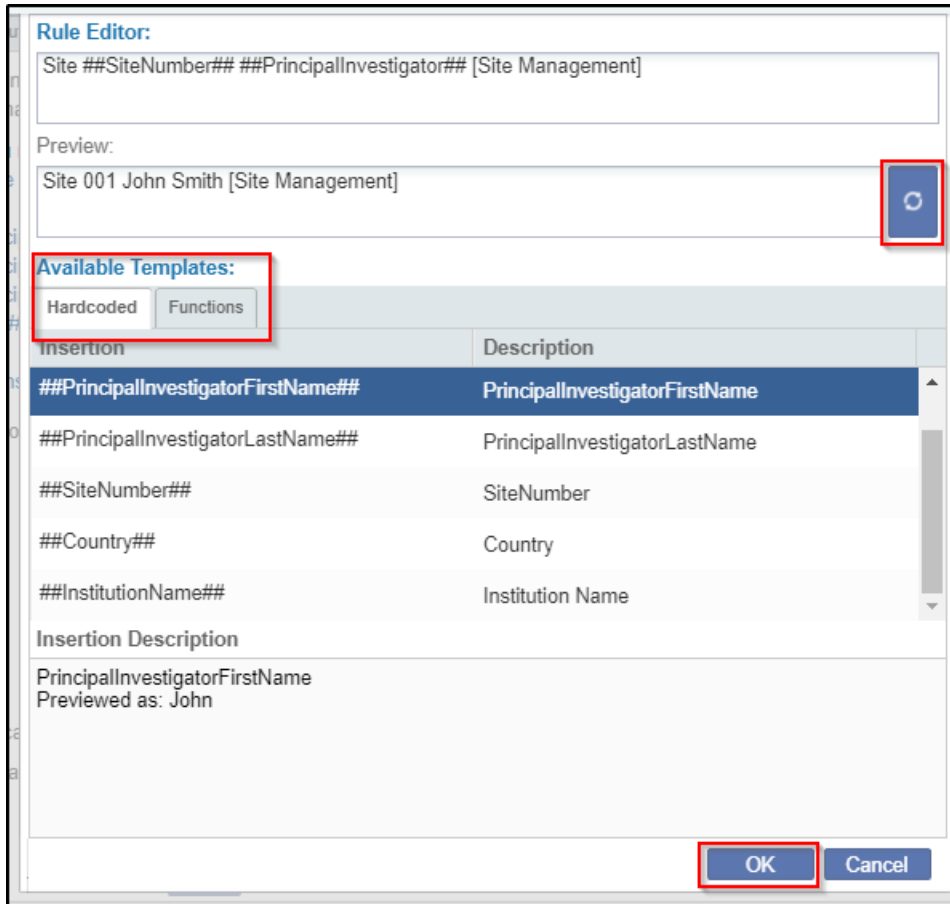 Rule Editor:
Site ##SiteNumber## ##PrincipalInvestigator## [Site Management]
Preview:
Site 001 John Smith [Site Management]
Available Templates:
Hardcoded Functions
Insertion Description
##PrincipalInvestigatorFirstName## PrincipalInvestigatorFirstName
##PrincipalInvestigatorLastName## PrincipalInvestigatorLastName
##SiteNumber## SiteNumber
##Country## Country
##InstitutionName## Institution Name
Insertion Description
PrincipalInvestigatorFirstName
Previewed as: John
OK Cancel